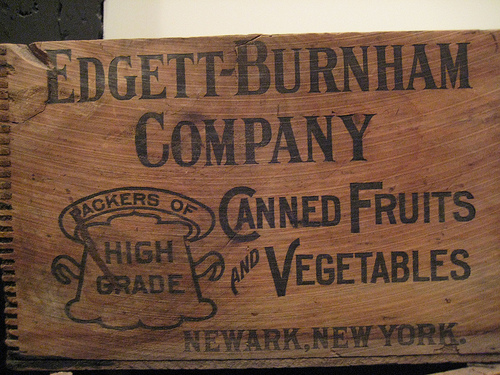 EDGETT-BURNHAM
COMPANY
PACKERS OF
HIGH
GRADE
CANNED FRUITS
AND VEGETABLES
NEWARK, NEW YORK.